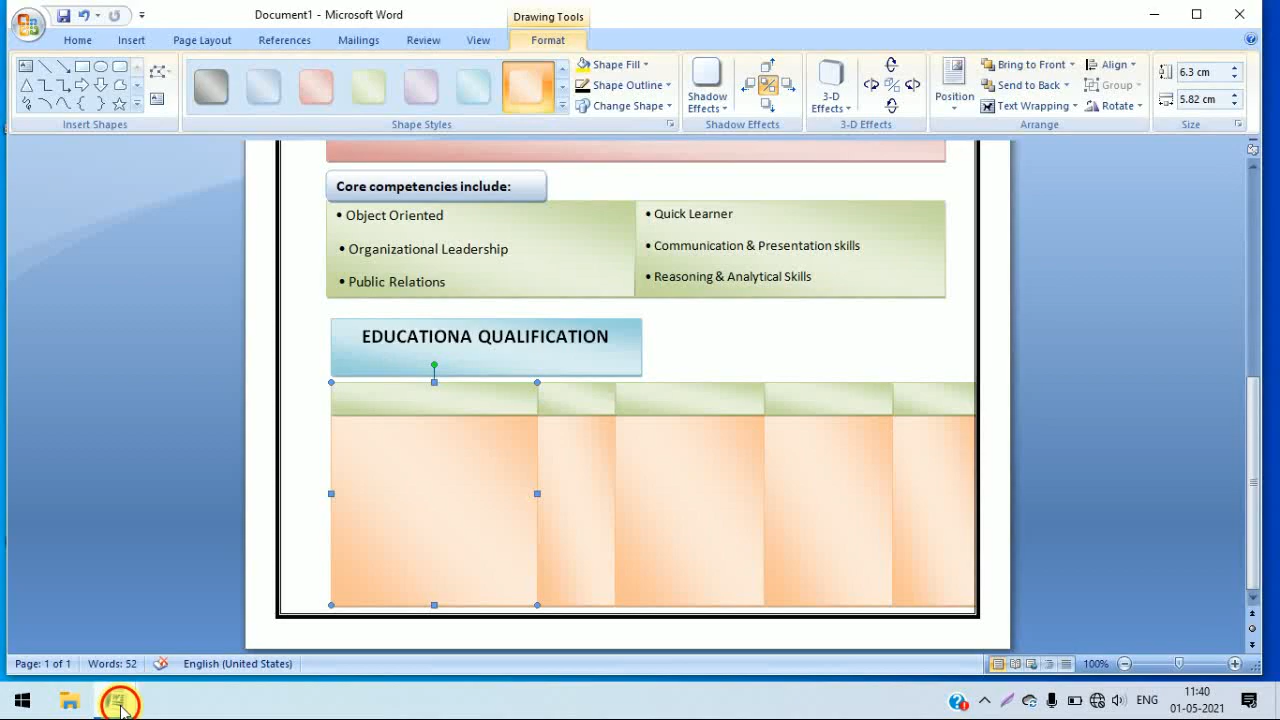 Document1 - Microsoft Word
Drawing Tools
Home Insert Page Layout References Mailings Review View Format
Shape Fill
Shape Outline
Change Shape
Shadow Effects
3-D Effects
Position
Bring to Front
Send to Back
Text Wrapping
Align
Group
Rotate
6.3 cm
5.82 cm
Insert Shapes Shape Styles Shadow Effects 3-D Effects Arrange Size
Core competencies include:
• Object Oriented
• Organizational Leadership
• Public Relations
• Quick Learner
• Communication & Presentation skills
• Reasoning & Analytical Skills
EDUCATIONA QUALIFICATION
Page: 1 of 1 Words: 52 English (United States) 100%
ENG
11:40
01-05-2021